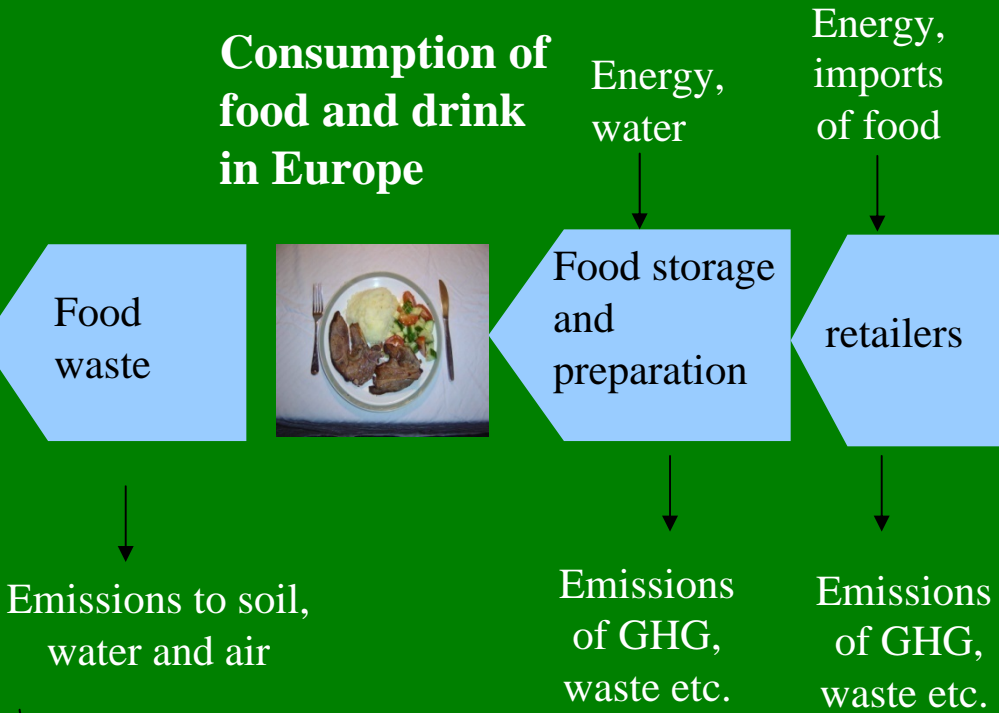 Consumption of
food and drink
in Europe
Energy,
water
Energy,
imports
of food
Food
waste
Food storage
and
preparation
retailers
Emissions to soil,
water and air
Emissions
of GHG,
waste etc.
Emissions
of GHG,
waste etc.